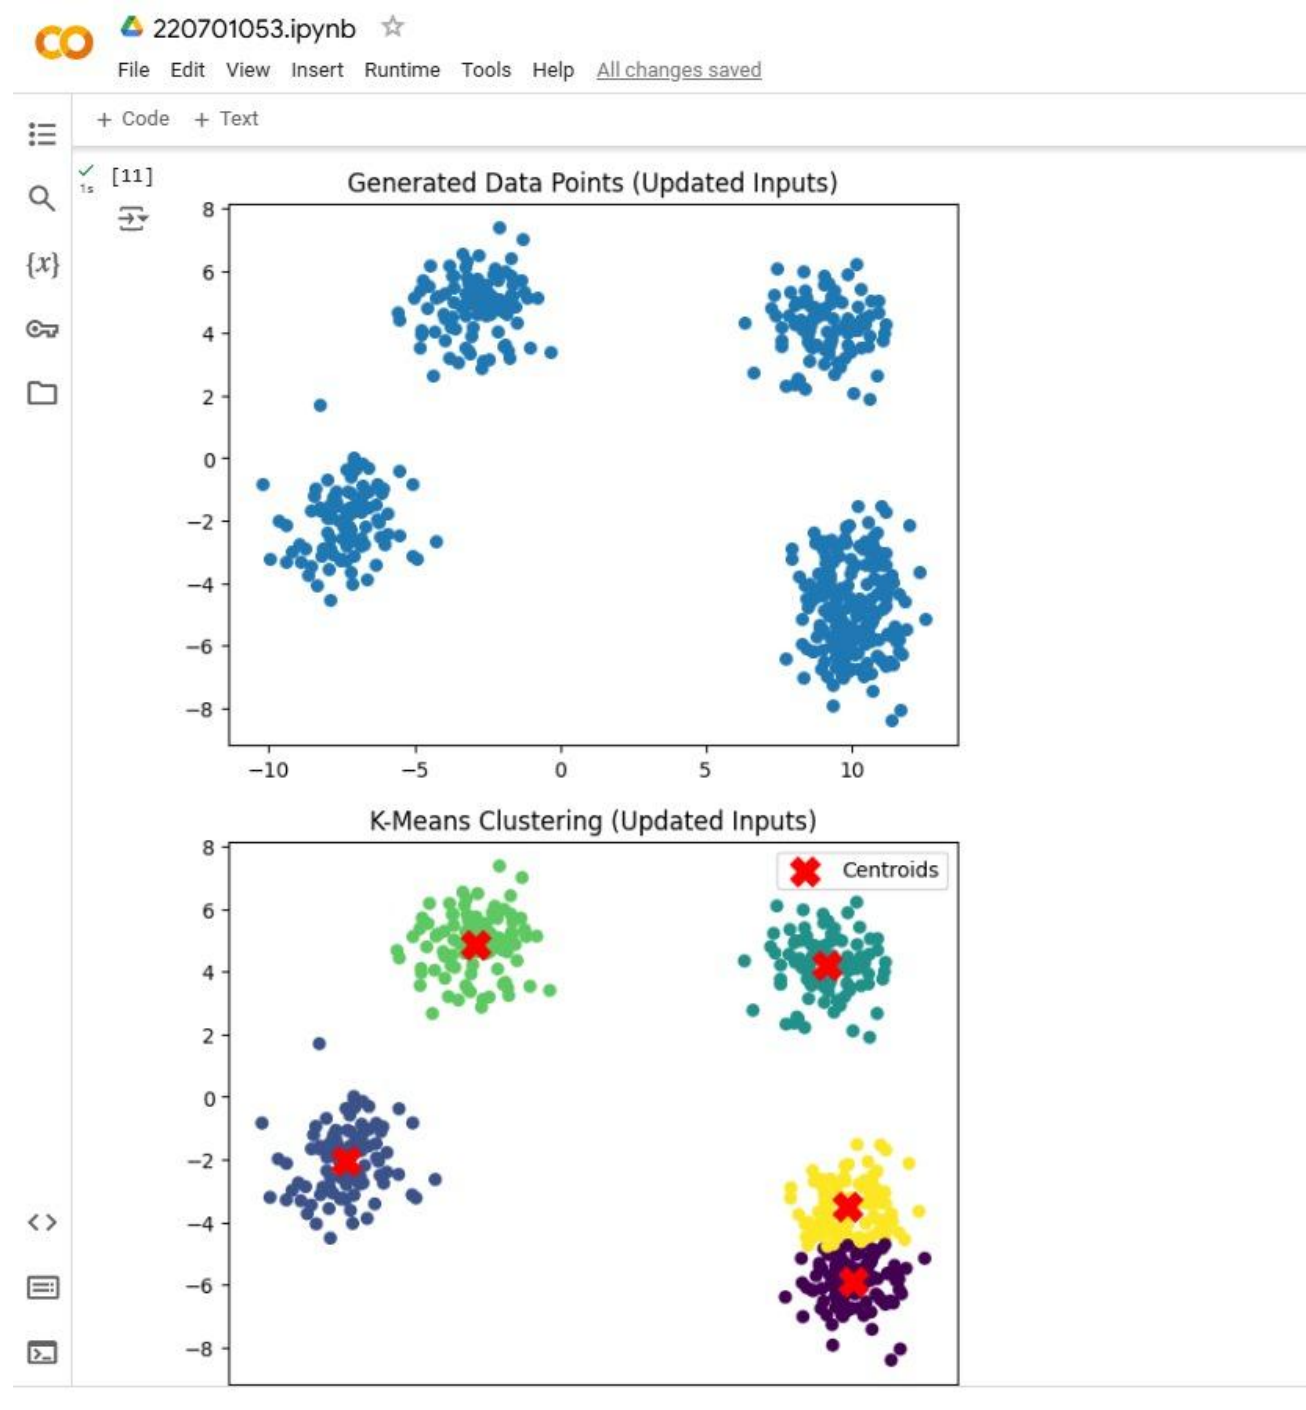 220701053.ipynb
File Edit View Insert Runtime Tools Help All changes saved
+ Code + Text
[11]
1s
{x}
Generated Data Points (Updated Inputs)
8
6
4
2
0
−2
−4
−6
−8
−10 −5 0 5 10
K-Means Clustering (Updated Inputs)
Centroids
8
6
4
2
0
−2
−4
−6
−8